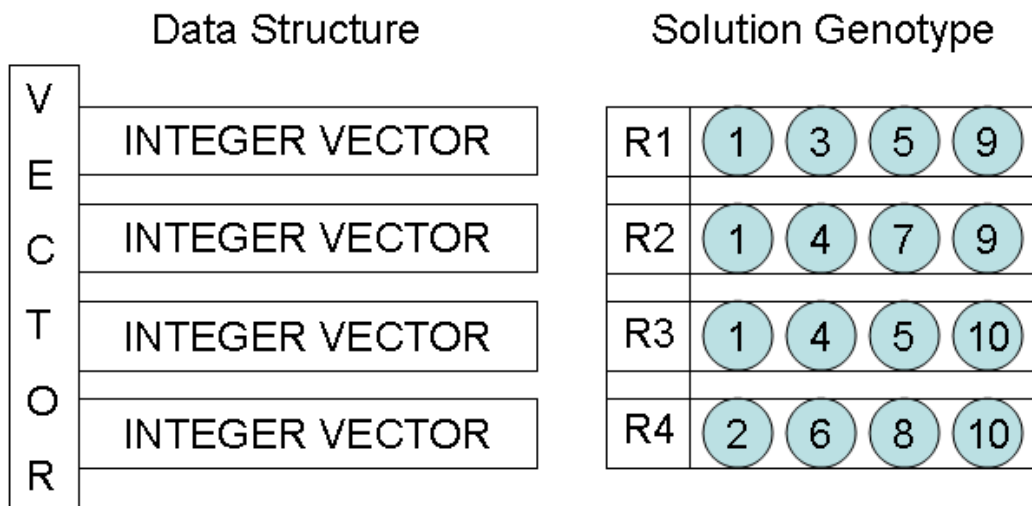 Data Structure
Solution Genotype
V
E
C
T
O
R
INTEGER VECTOR
INTEGER VECTOR
INTEGER VECTOR
INTEGER VECTOR
R1 1 3 5 9
R2 1 4 7 9
R3 1 4 5 10
R4 2 6 8 10